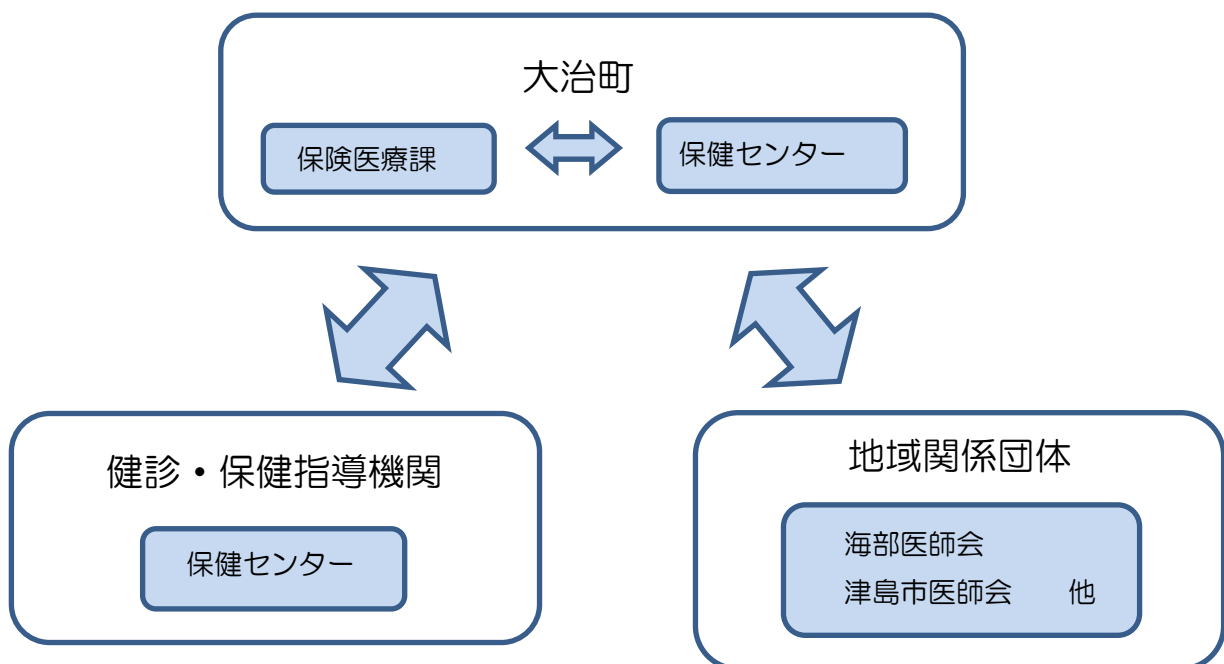 大治町
保険医療課
保健センター
健診・保健指導機関
保健センター
地域関係団体
海部医師会
津島市医師会　　他